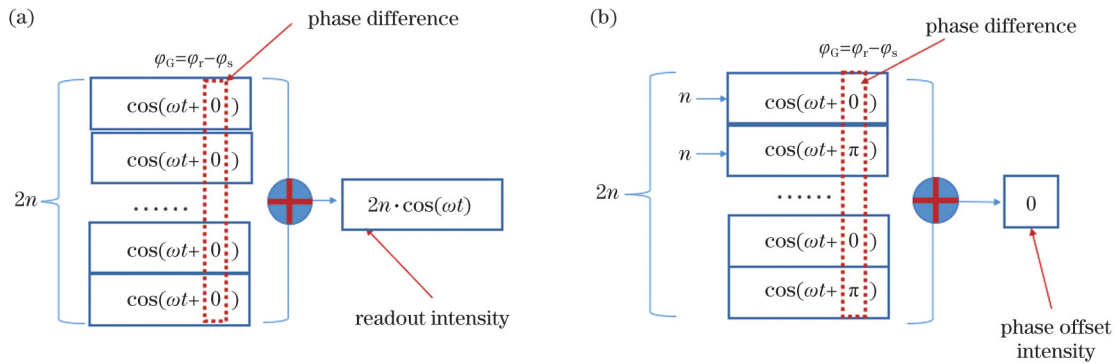 (a)
phase difference
φG=φr−φs
cos(ωt+ 0 )
cos(ωt+ 0 )
2n
······
2n·cos(ωt)
cos(ωt+ 0 )
cos(ωt+ 0 )
readout intensity
(b)
phase difference
φG=φr−φs
n
cos(ωt+ 0 )
n
cos(ωt+ π )
2n
······
0
cos(ωt+ 0 )
cos(ωt+ π )
phase offset
intensity